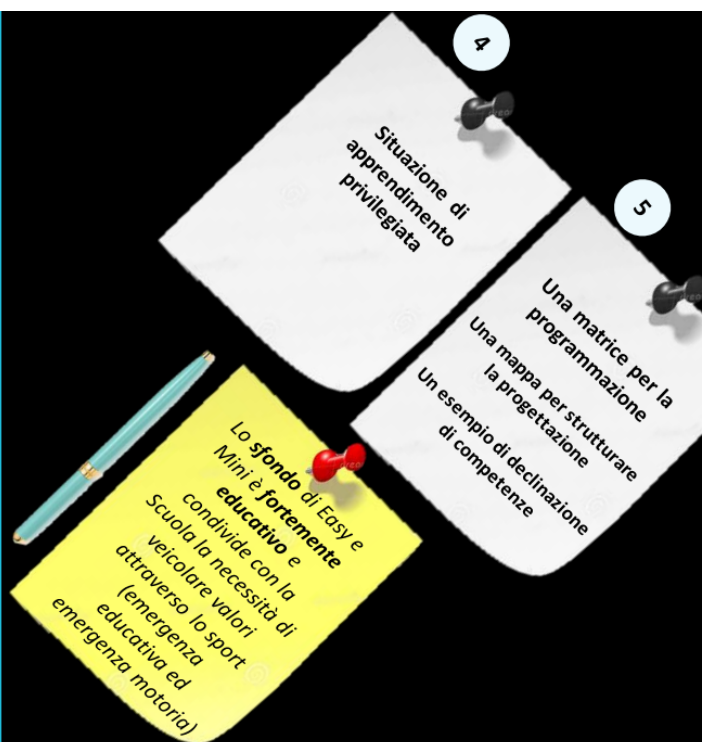 4
Situazione di
apprendimento
privilegiata
5
Una matrice per la
programmazione
Una mappa per strutturare
la progettazione
Un esempio di declinazione
di competenze
Lo sfondo di Easy e
Mini è fortemente
educativo e
condivide con la
Scuola la necessità di
veicolare valori
attraverso lo sport
(emergenza
educativa ed
emergenza motoria)